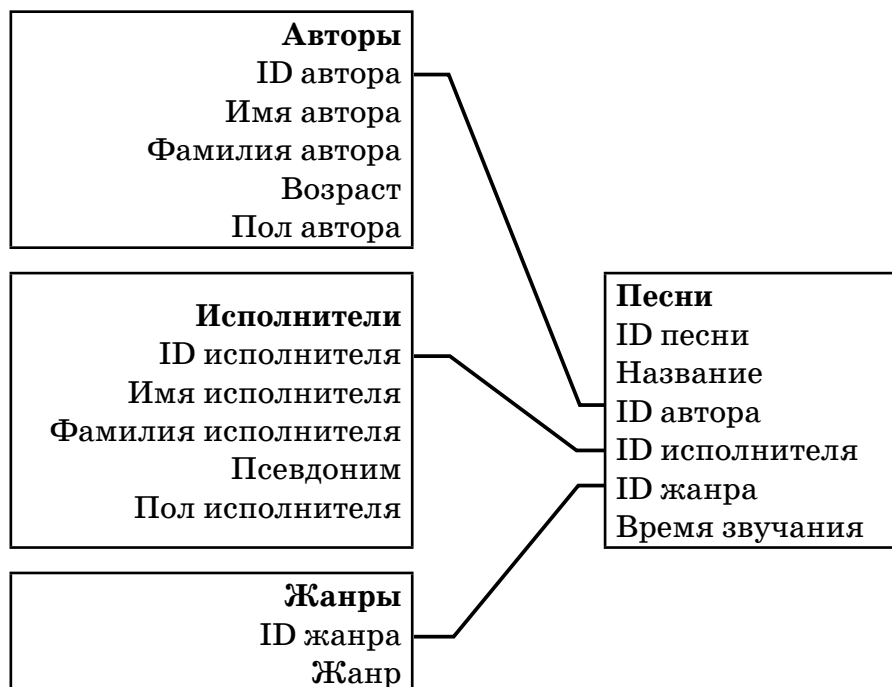 Авторы
ID автора
Имя автора
Фамилия автора
Возраст
Пол автора
Исполнители
ID исполнителя
Имя исполнителя
Фамилия исполнителя
Псевдоним
Пол исполнителя
Жанры
ID жанра
Жанр
Песни
ID песни
Название
ID автора
ID исполнителя
ID жанра
Время звучания